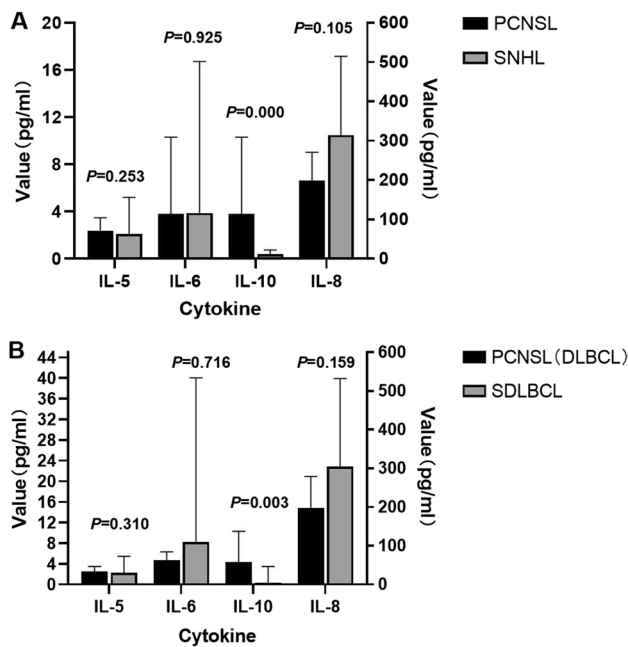 A
PCNSL
SNHL
Value(pg/ml)
20
16
12
8
4
0
P=0.253
P=0.925
P=0.000
P=0.105
600
500
400
300
200
100
0
Value(pg/ml)
IL-5 IL-6 IL-10 IL-8
Cytokine
B
PCNSL(DLBCL)
SDLBCL
Value(pg/ml)
44
40
36
32
28
24
20
16
12
8
4
0
P=0.310
P=0.716
P=0.003
P=0.159
600
500
400
300
200
100
0
Value(pg/ml)
IL-5 IL-6 IL-10 IL-8
Cytokine